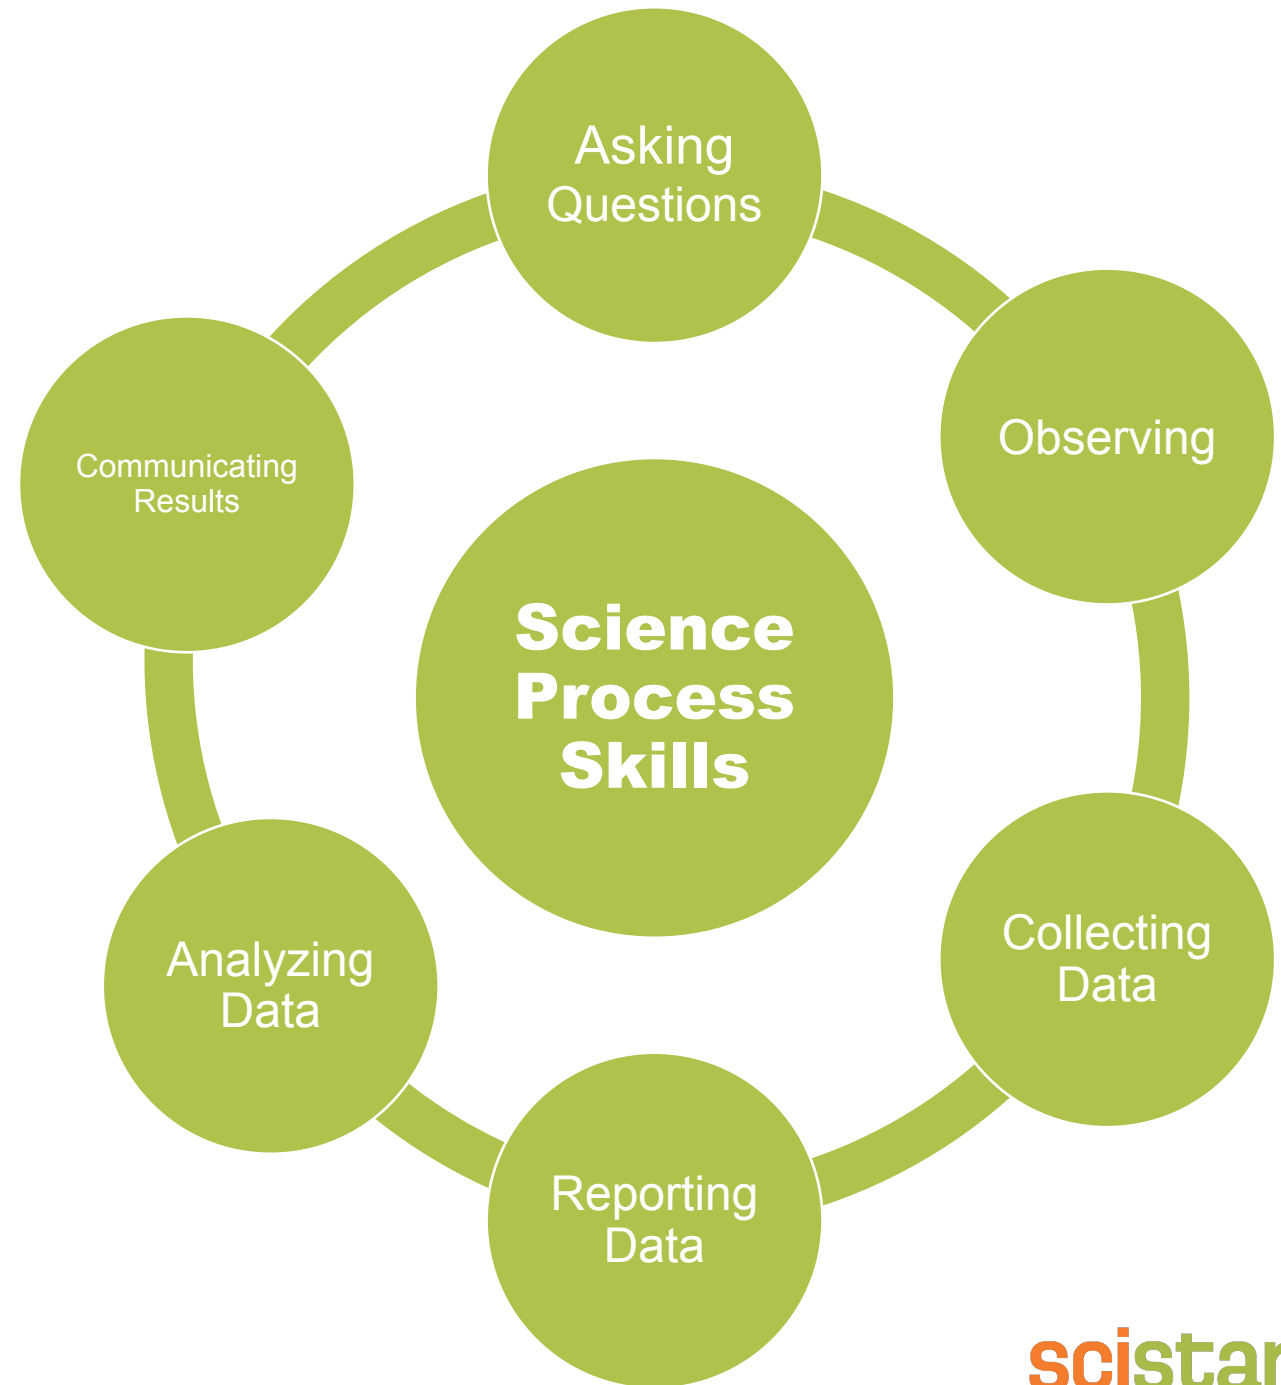 Asking
Questions
Observing
Communicating
Results
Science
Process
Skills
Collecting
Data
Analyzing
Data
Reporting
Data
scistar